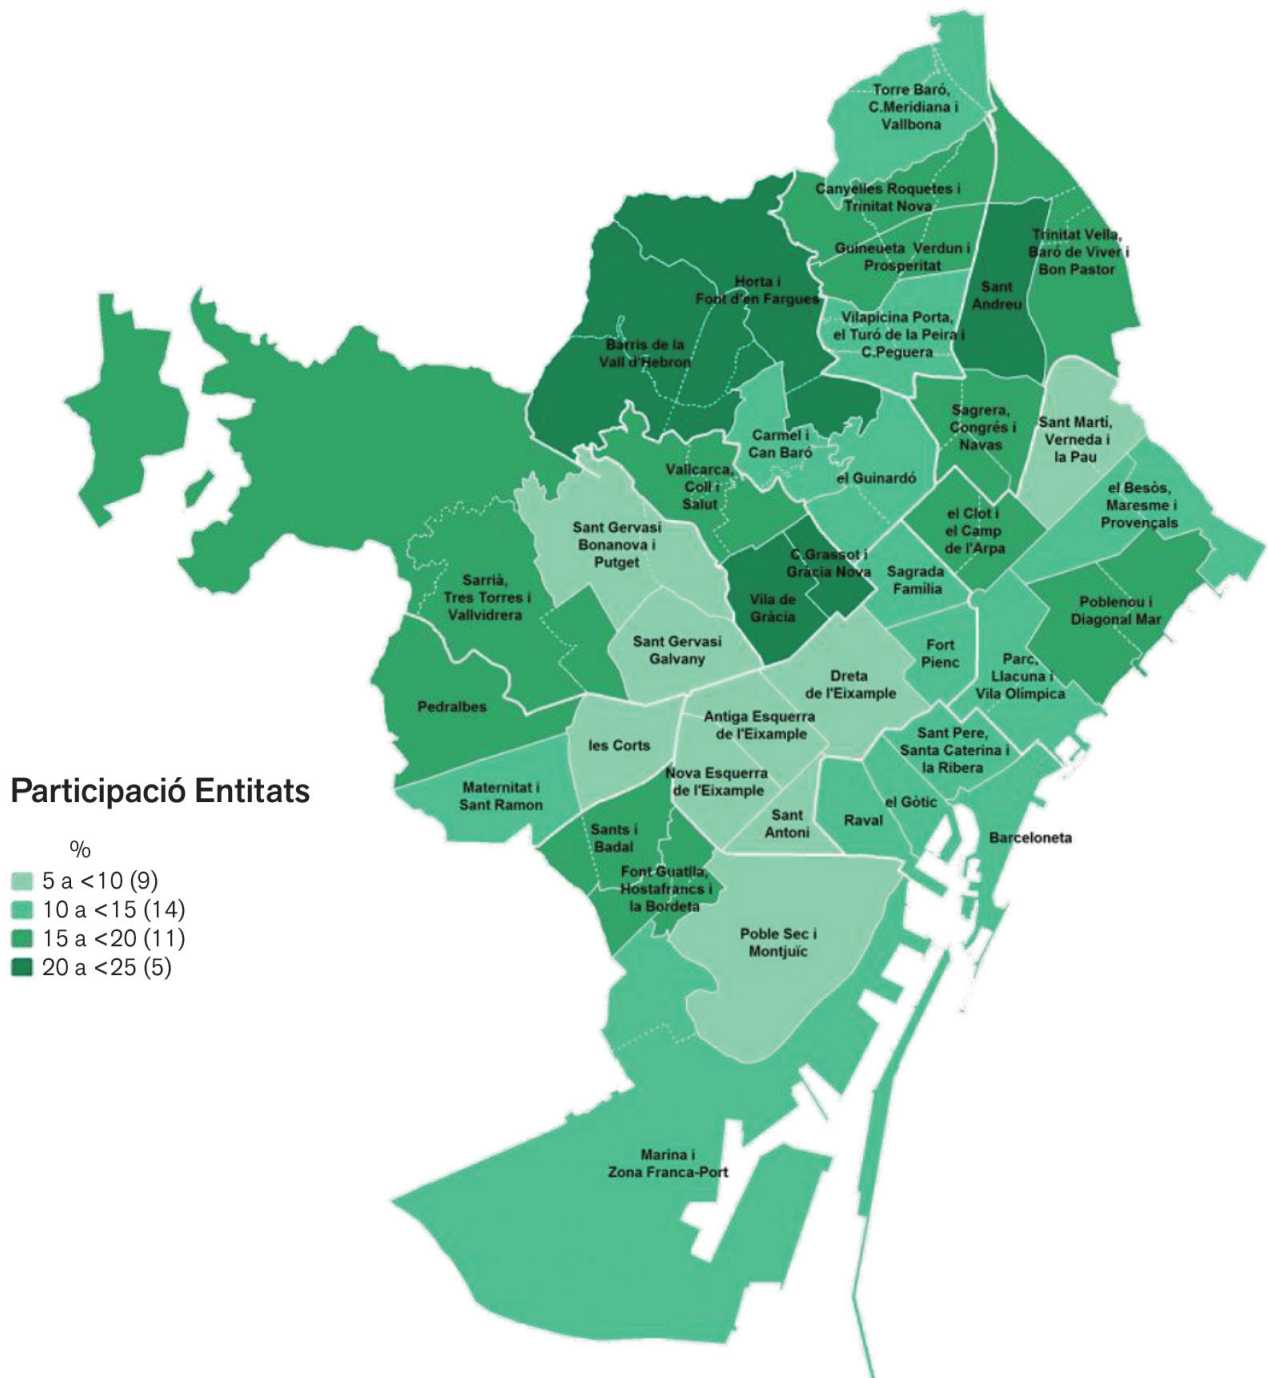 Torre Baró,
C.Meridiana i
Vallbona
Canyelles Roquetes i
Trinitat Nova
Guineueta Verdun i
Prosperitat
Trinitat Vella,
Baró de Viver i
Bon Pastor
Horta i
Font d'en Fargues
Sant
Andreu
Vilapicina Porta,
el Turó de la Peira i
C.Peguera
Barris de la
Vall d'Hebron
Sagrera,
Congrés i
Navas
Sant Martí,
Verneda i
la Pau
Carmel i
Can Baró
Vallcarca,
Coll i
Salut
el Guinardó
el Besòs,
Maresme i
Provençals
el Clot i
el Camp
de l'Arpa
Sant Gervasi
Bonanova i
Putget
C.Grassot i
Gràcia Nova
Sagrada
Família
Sarrià,
Tres Torres i
Vallvidrera
Vila de
Gràcia
Poblenou i
Diagonal Mar
Sant Gervasi
Galvany
Fort
Pienc
Parc,
Llacuna i
Vila Olímpica
Dreta
de l'Eixample
Pedralbes
Antiga Esquerra
de l'Eixample
les Corts
Sant Pere,
Santa Caterina i
la Ribera
Nova Esquerra
de l'Eixample
Maternitat i
Sant Ramon
el Gòtic
Sant
Antoni
Raval
Sants i
Badal
Barceloneta
Font Guatlla,
Hostafrancs i
la Bordeta
Poble Sec i
Montjuïc
Marina i
Zona Franca-Port
Participació Entitats
%
5 a <10 (9)
10 a <15 (14)
15 a <20 (11)
20 a <25 (5)